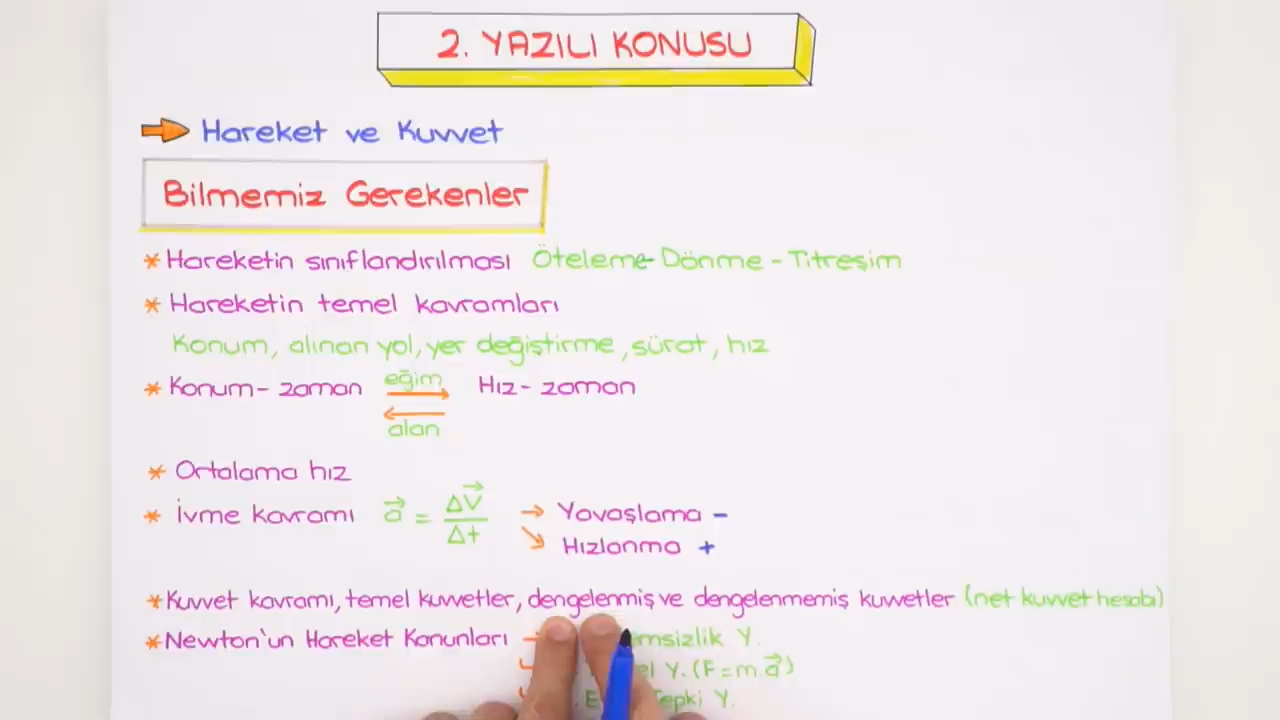 2. YAZILI KONUSU
Hareket ve Kuvvet
Bilmemiz Gerekenler
* Hareketin sınıflandırılması Öteleme - Dönme - Titreşim
* Hareketin temel kavramları
Konum, alınan yol, yer değiştirme, sürat, hız
* Konum - zaman eğim Hız - zaman
alan
* Ortalama hız
* İvme kavramı a = ΔV/Δt → Yavaşlama -
Hızlanma +
* Kuvvet kavramı, temel kuvvetler, dengelenmiş ve dengelenmemiş kuvvetler (net kuvvet hesabı)
* Newton'un Hareket Kanunları Y.
Y. (F=m.a)
Tepki Y.